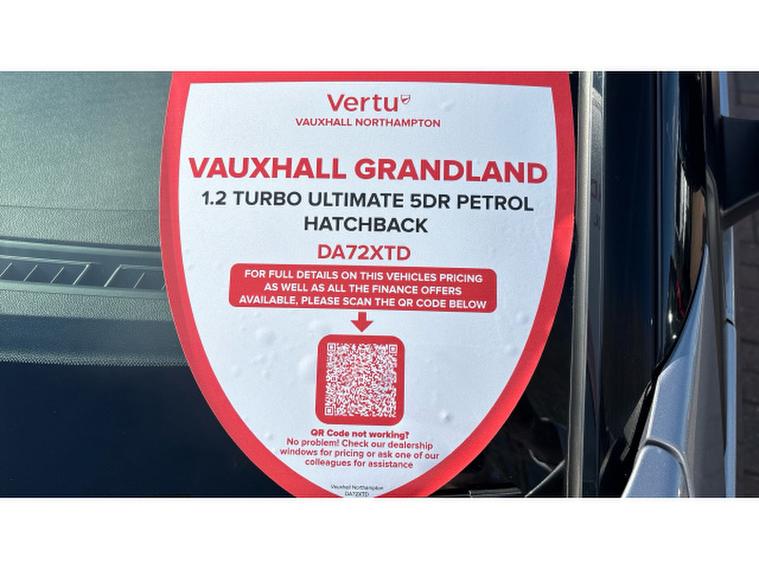 Vertu
VAUXHALL NORTHAMPTON
VAUXHALL GRANDLAND
1.2 TURBO ULTIMATE 5DR PETROL
HATCHBACK
DA72XTD
FOR FULL DETAILS ON THIS VEHICLES PRICING
AS WELL AS ALL THE FINANCE OFFERS
AVAILABLE, PLEASE SCAN THE QR CODE BELOW
QR Code not working?
No problem! Check our dealership
windows for pricing or ask one of our
colleagues for assistance
Vauxhall Northampton
DA72XTD